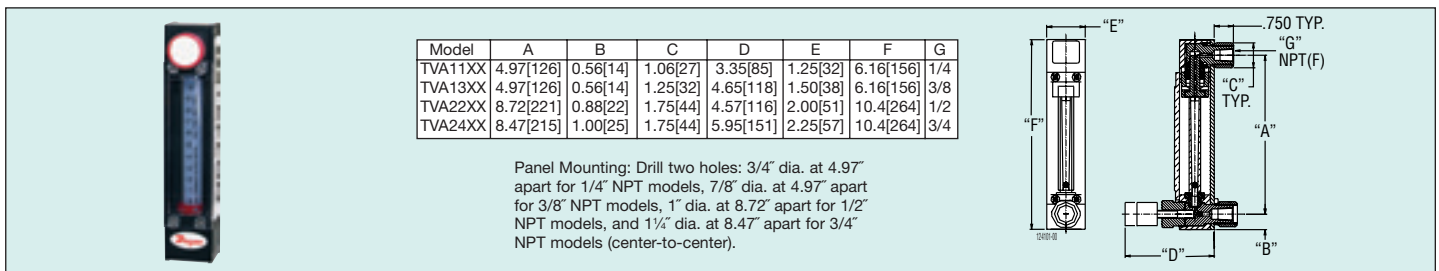 Model A B C D E F G
TVA11XX 4.97[126] 0.56[14] 1.06[27] 3.35[85] 1.25[32] 6.16[156] 1/4
TVA13XX 4.97[126] 0.56[14] 1.25[32] 4.65[118] 1.50[38] 6.16[156] 3/8
TVA22XX 8.72[221] 0.88[22] 1.75[44] 4.57[116] 2.00[51] 10.4[264] 1/2
TVA24XX 8.47[215] 1.00[25] 1.75[44] 5.95[151] 2.25[57] 10.4[264] 3/4
Panel Mounting: Drill two holes: 3/4˝ dia. at 4.97˝
apart for 1/4˝ NPT models, 7/8˝ dia. at 4.97˝ apart
for 3/8˝ NPT models, 1˝ dia. at 8.72˝ apart for 1/2˝
NPT models, and 1¼˝ dia. at 8.47˝ apart for 3/4˝
NPT models (center-to-center).
“E”
“F”
.750 TYP.
“G”
NPT(F)
“C”
TYP.
“A”
“B”
“D”